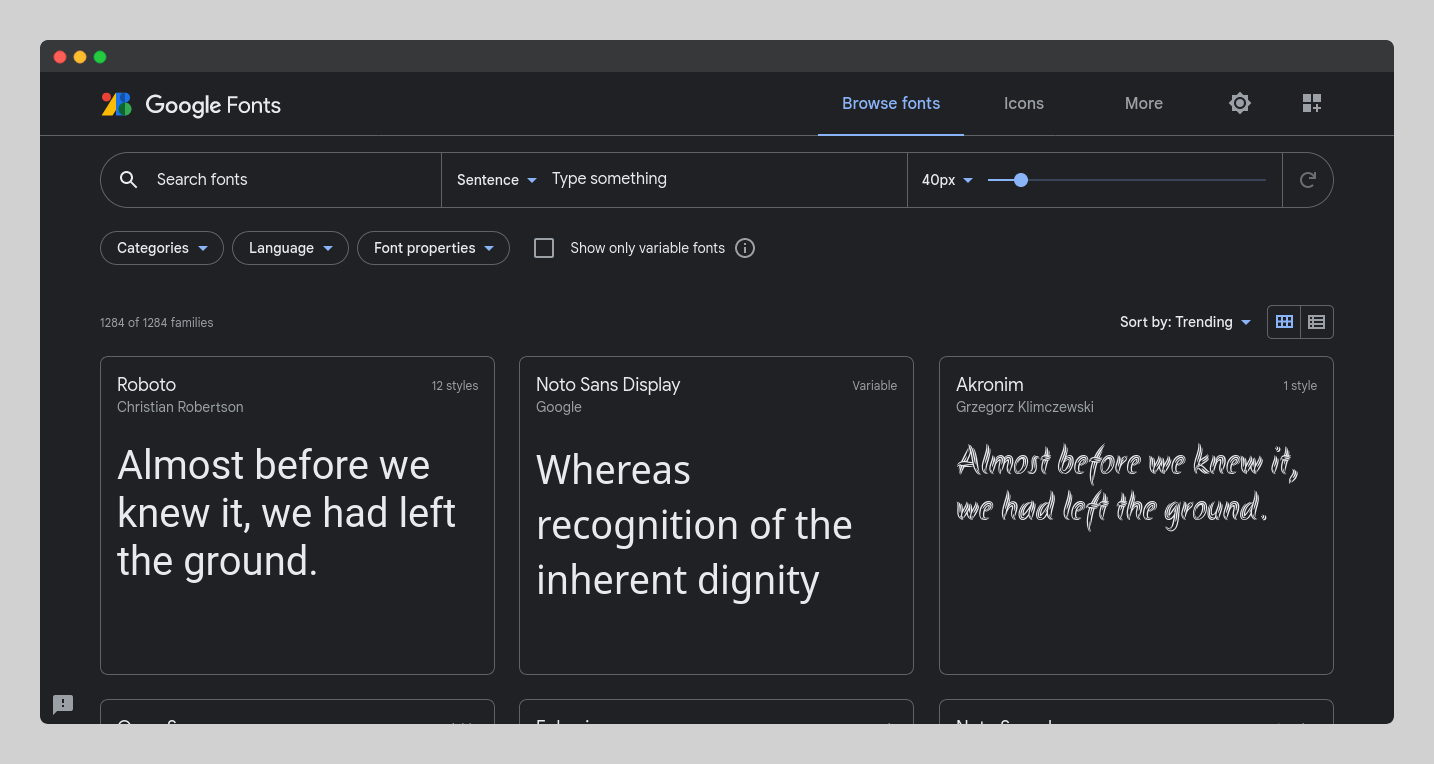 Google Fonts
Browse fonts
Icons
More
Search fonts
Sentence
Type something
40px
Categories
Language
Font properties
Show only variable fonts
1284 of 1284 families
Sort by: Trending
Roboto
12 styles
Christian Robertson
Almost before we
knew it, we had left
the ground.
Noto Sans Display
Variable
Google
Whereas
recognition of the
inherent dignity
Akronim
1 style
Grzegorz Klimczewski
Almost before we knew it,
we had left the ground.